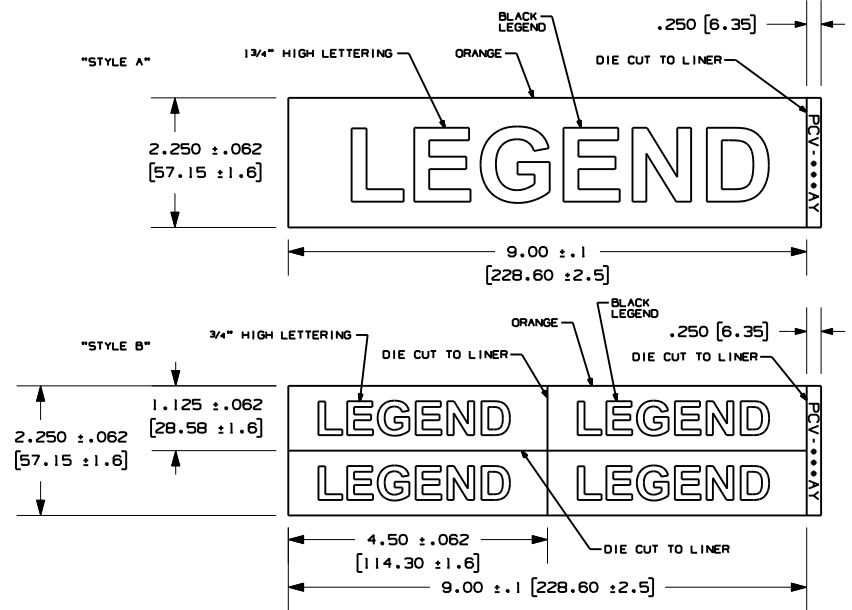 BLACK
LEGEND
.250 [6.35]
"STYLE A"
1 3/4" HIGH LETTERING
ORANGE
DIE CUT TO LINER
2.250 ±.062
[57.15 ±1.6]
LEGEND
PCV-••••AY
9.00 ±.1
[228.60 ±2.5]
BLACK
LEGEND
ORANGE
.250 [6.35]
3/4" HIGH LETTERING
"STYLE B"
DIE CUT TO LINER
DIE CUT TO LINER
1.125 ±.062
[28.58 ±1.6]
LEGEND LEGEND
PCV-••••AY
2.250 ±.062
[57.15 ±1.6]
LEGEND LEGEND
4.50 ±.062
[114.30 ±1.6]
DIE CUT TO LINER
9.00 ±.1 [228.60 ±2.5]